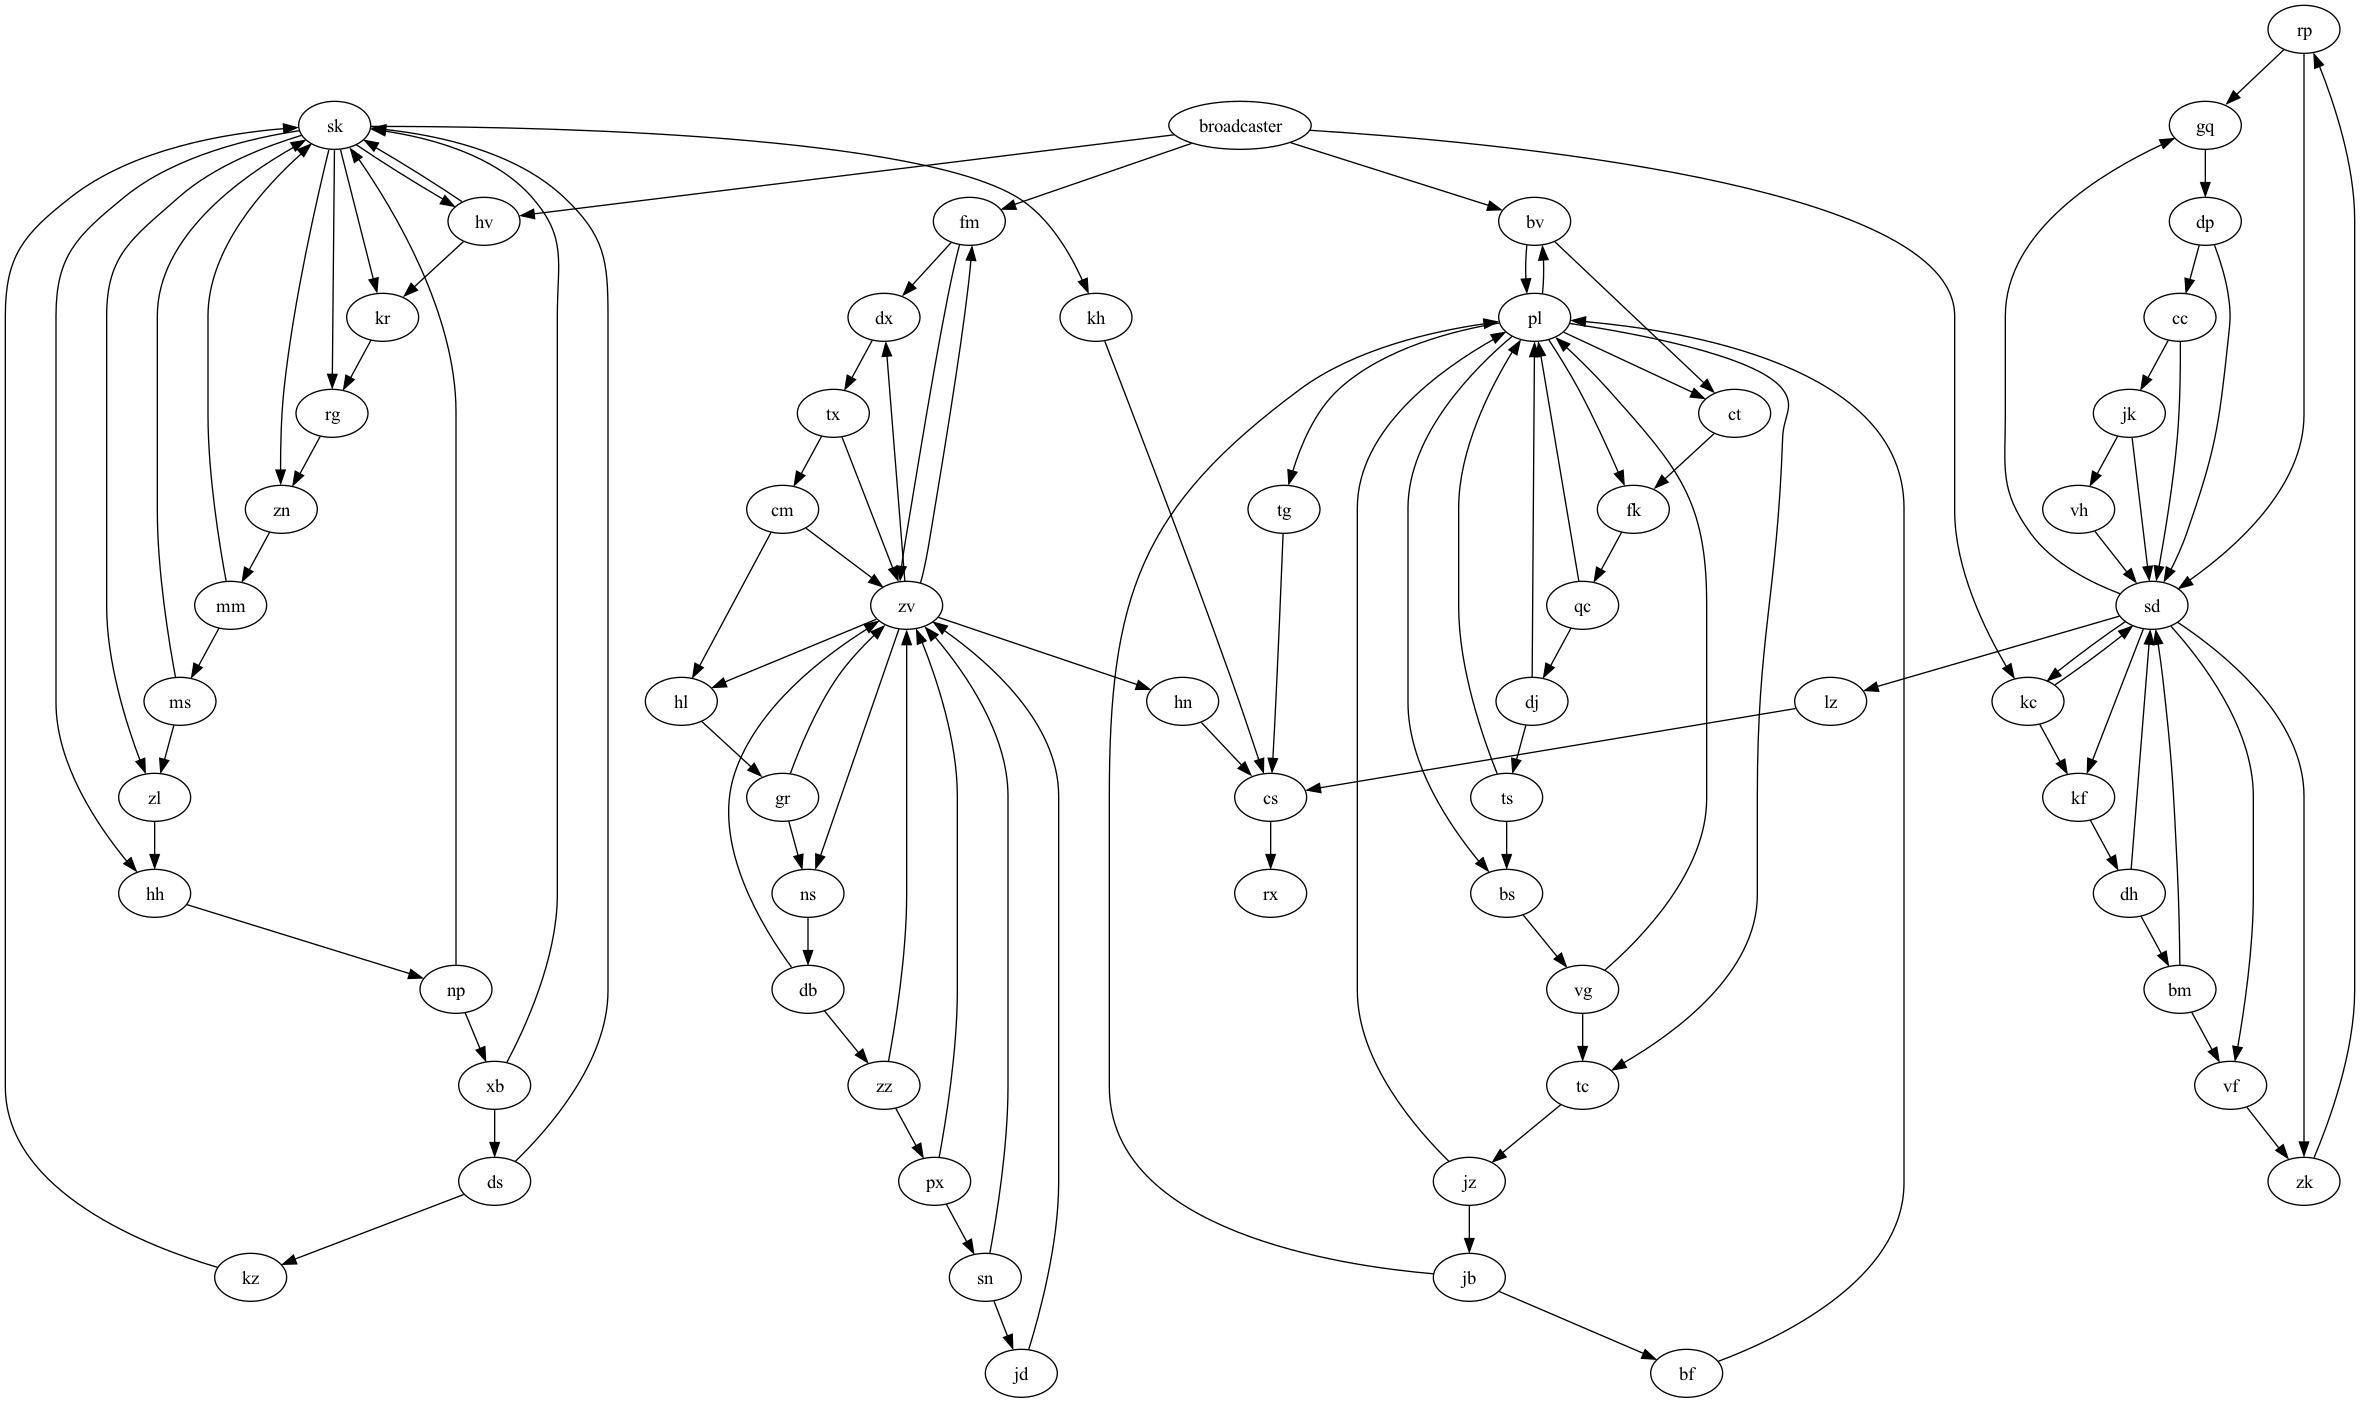 rp
sk
broadcaster
gq
hv
fm
bv
dp
kr
dx
kh
pl
cc
rg
tx
ct
jk
zn
cm
tg
fk
vh
mm
zv
qc
sd
ms
hl
hn
dj
lz
kc
zl
gr
cs
ts
kf
hh
ns
rx
bs
dh
np
db
vg
bm
xb
zz
tc
vf
ds
px
jz
zk
kz
sn
jb
jd
bf